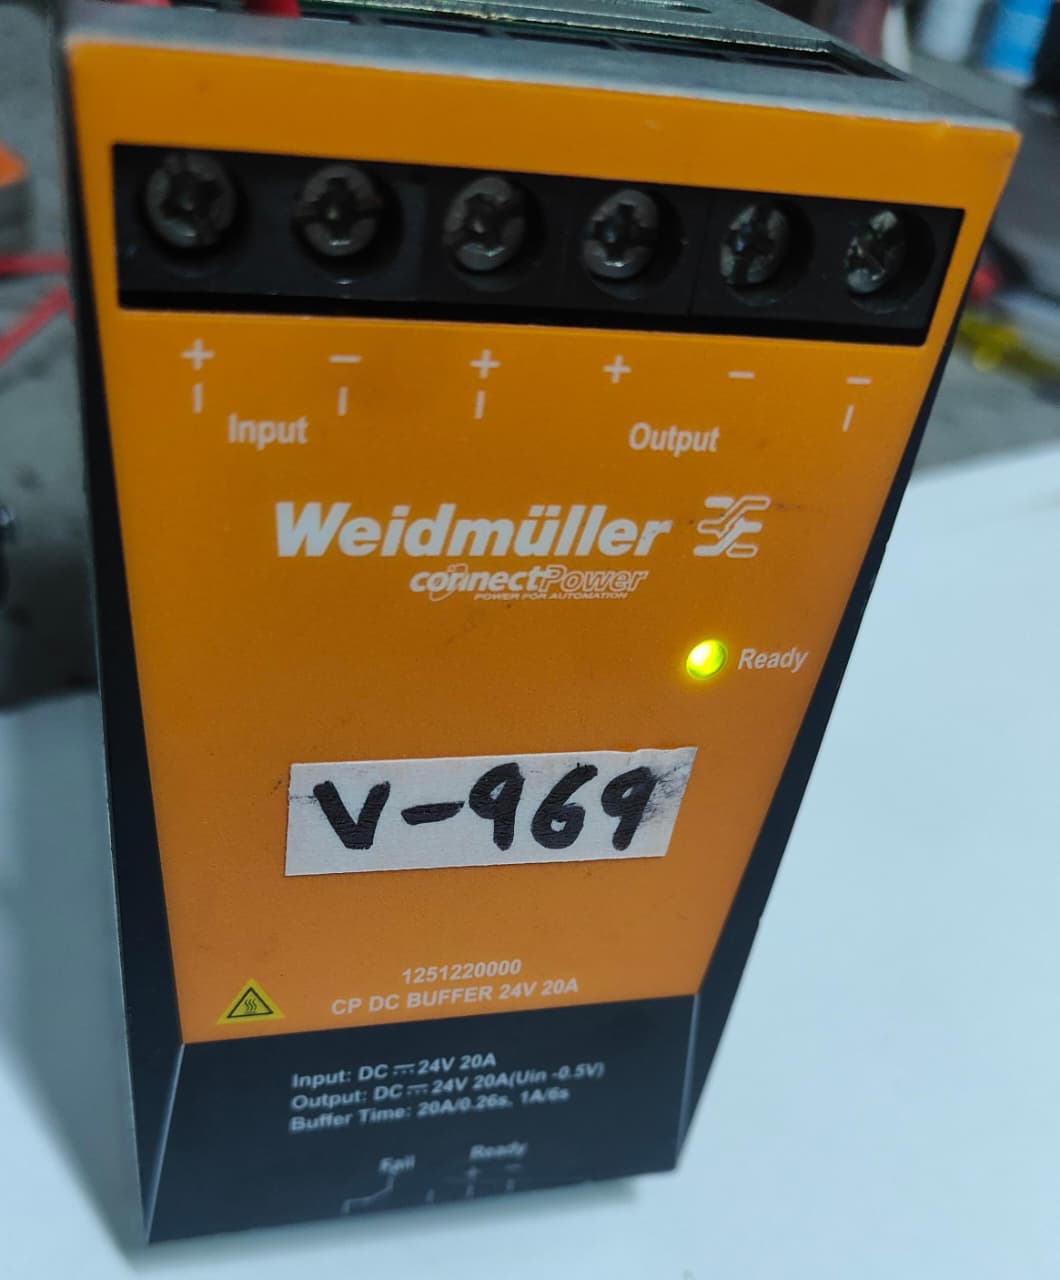 + − + + − −
Input Output
Weidmüller
connectPower
POWER FOR AUTOMATION
Ready
V-969
1251220000
CP DC BUFFER 24V 20A
Input: DC ⎓ 24V 20A
Output: DC ⎓ 24V 20A(Uin -0.5V)
Buffer Time: 20A/0.26s, 1A/6s
Fail Ready
+ −